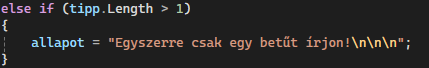 else if (tipp.Length > 1)
{
allapot = "Egyszerre csak egy betűt írjon!\n\n\n";
}